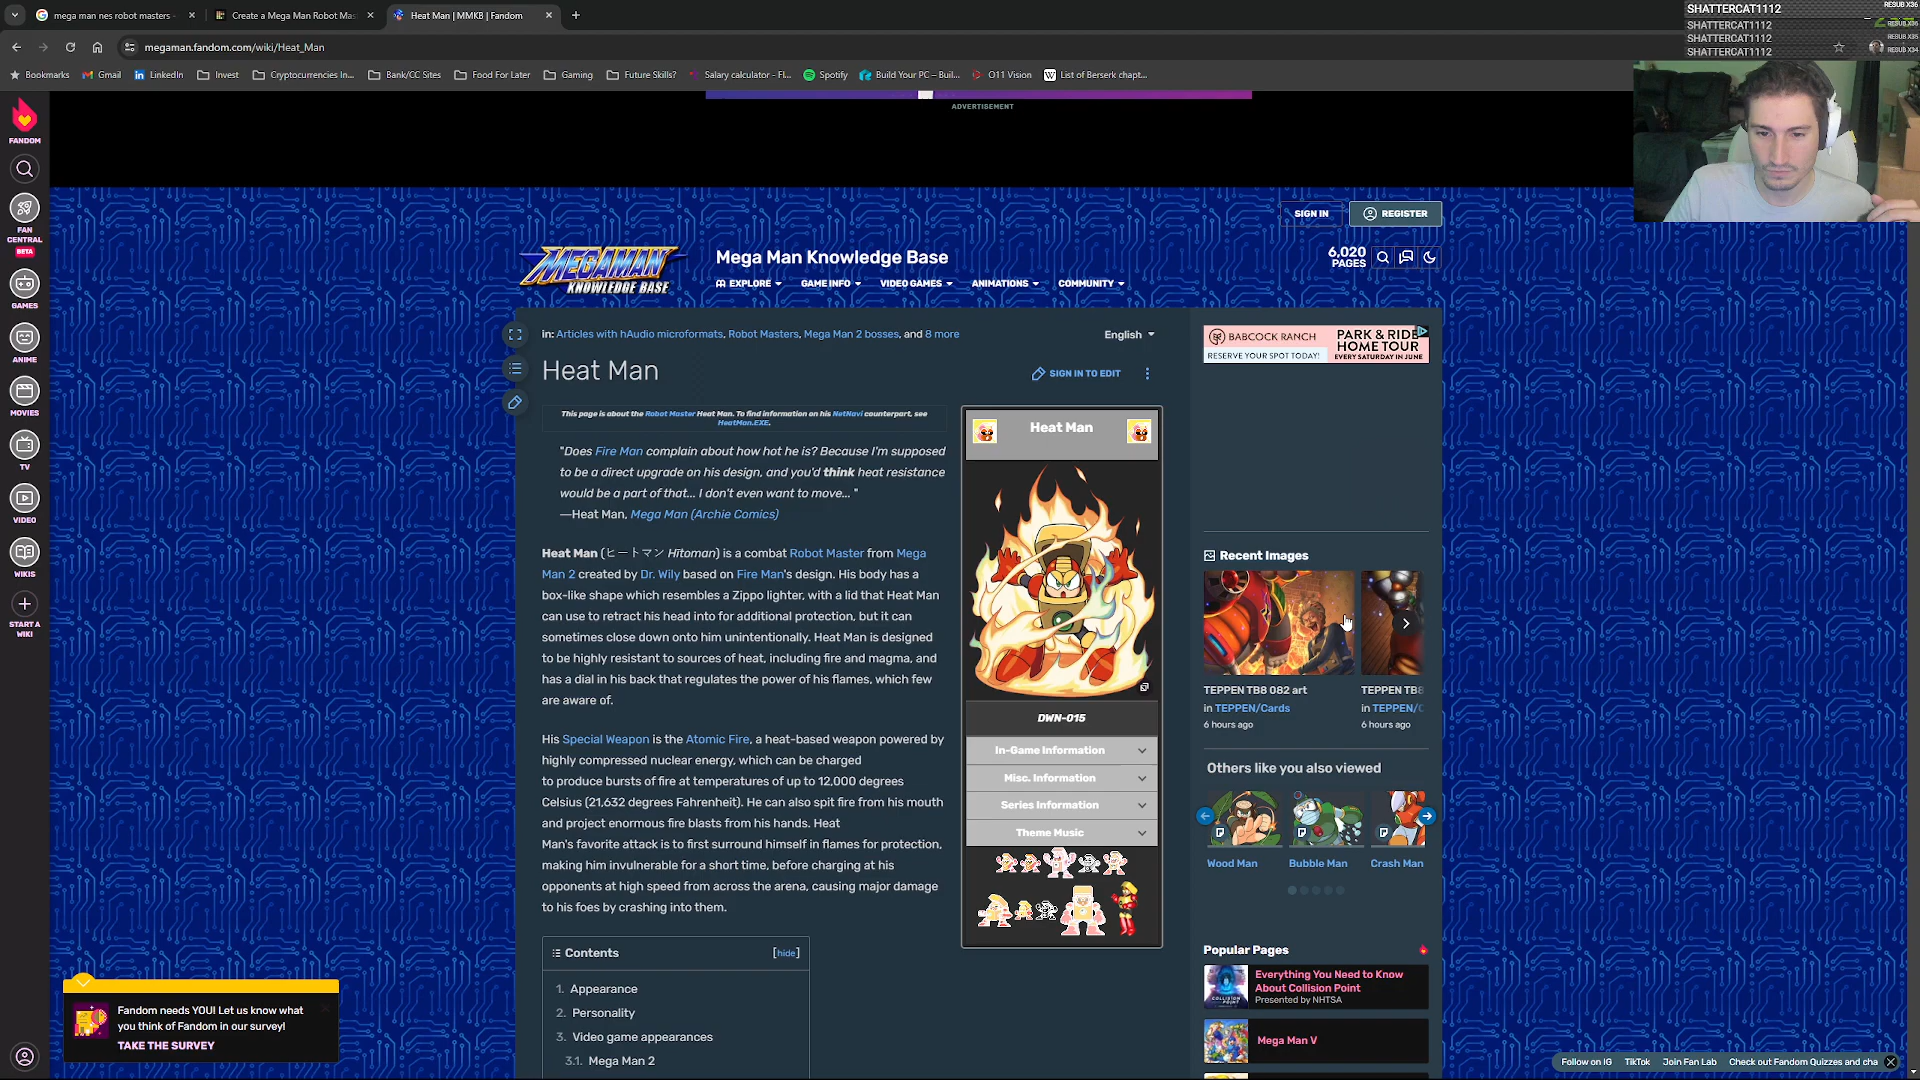 mega man nes robot masters -
Create a Mega Man Robot Mas
Heat Man | MMKB | Fandom
megaman.fandom.com/wiki/Heat_Man
Bookmarks
Gmail
LinkedIn
Invest
Cryptocurrencies In...
Bank/CC Sites
Food For Later
Gaming
Future Skills?
Salary calculator - Fl...
Spotify
Build Your PC – Buil...
O11 Vision
List of Berserk chapt...
SHATTERCAT1112
RESUB X36
SHATTERCAT1112
SHATTERCAT1112
RESUB X35
SHATTERCAT1112
RESUB X34
ADVERTISEMENT
FANDOM
FAN
CENTRAL
BETA
GAMES
ANIME
MOVIES
TV
VIDEO
WIKIS
START A
WIKI
SIGN IN
REGISTER
MEGAMAN
KNOWLEDGE BASE
Mega Man Knowledge Base
6,020
PAGES
EXPLORE
GAME INFO
VIDEO GAMES
ANIMATIONS
COMMUNITY
in: Articles with hAudio microformats, Robot Masters, Mega Man 2 bosses, and 8 more
English
Heat Man
SIGN IN TO EDIT
This page is about the Robot Master Heat Man. To find information on his NetNavi counterpart, see
HeatMan.EXE.
"Does Fire Man complain about how hot he is? Because I'm supposed
to be a direct upgrade on his design, and you'd think heat resistance
would be a part of that... I don't even want to move... "
—Heat Man, Mega Man (Archie Comics)
Heat Man (ヒートマン Hītoman) is a combat Robot Master from Mega
Man 2 created by Dr. Wily based on Fire Man's design. His body has a
box-like shape which resembles a Zippo lighter, with a lid that Heat Man
can use to retract his head into for additional protection, but it can
sometimes close down onto him unintentionally. Heat Man is designed
to be highly resistant to sources of heat, including fire and magma, and
has a dial in his back that regulates the power of his flames, which few
are aware of.
His Special Weapon is the Atomic Fire, a heat-based weapon powered by
highly compressed nuclear energy, which can be charged
to produce bursts of fire at temperatures of up to 12,000 degrees
Celsius (21,632 degrees Fahrenheit). He can also spit fire from his mouth
and project enormous fire blasts from his hands. Heat
Man's favorite attack is to first surround himself in flames for protection,
making him invulnerable for a short time, before charging at his
opponents at high speed from across the arena, causing major damage
to his foes by crashing into them.
Contents [hide]
1. Appearance
2. Personality
3. Video game appearances
3.1. Mega Man 2
Heat Man
DWN-015
In-Game Information
Misc. Information
Series Information
Theme Music
BABCOCK RANCH
RESERVE YOUR SPOT TODAY!
PARK & RIDE
HOME TOUR
EVERY SATURDAY IN JUNE
Recent Images
TEPPEN TB8 082 art
in TEPPEN/Cards
6 hours ago
TEPPEN TB8
in TEPPEN/C
6 hours ago
Others like you also viewed
Wood Man
Bubble Man
Crash Man
Popular Pages
Everything You Need to Know
About Collision Point
Presented by NHTSA
Mega Man V
Fandom needs YOU! Let us know what
you think of Fandom in our survey!
TAKE THE SURVEY
Follow on IG
TikTok
Join Fan Lab
Check out Fandom Quizzes and cha